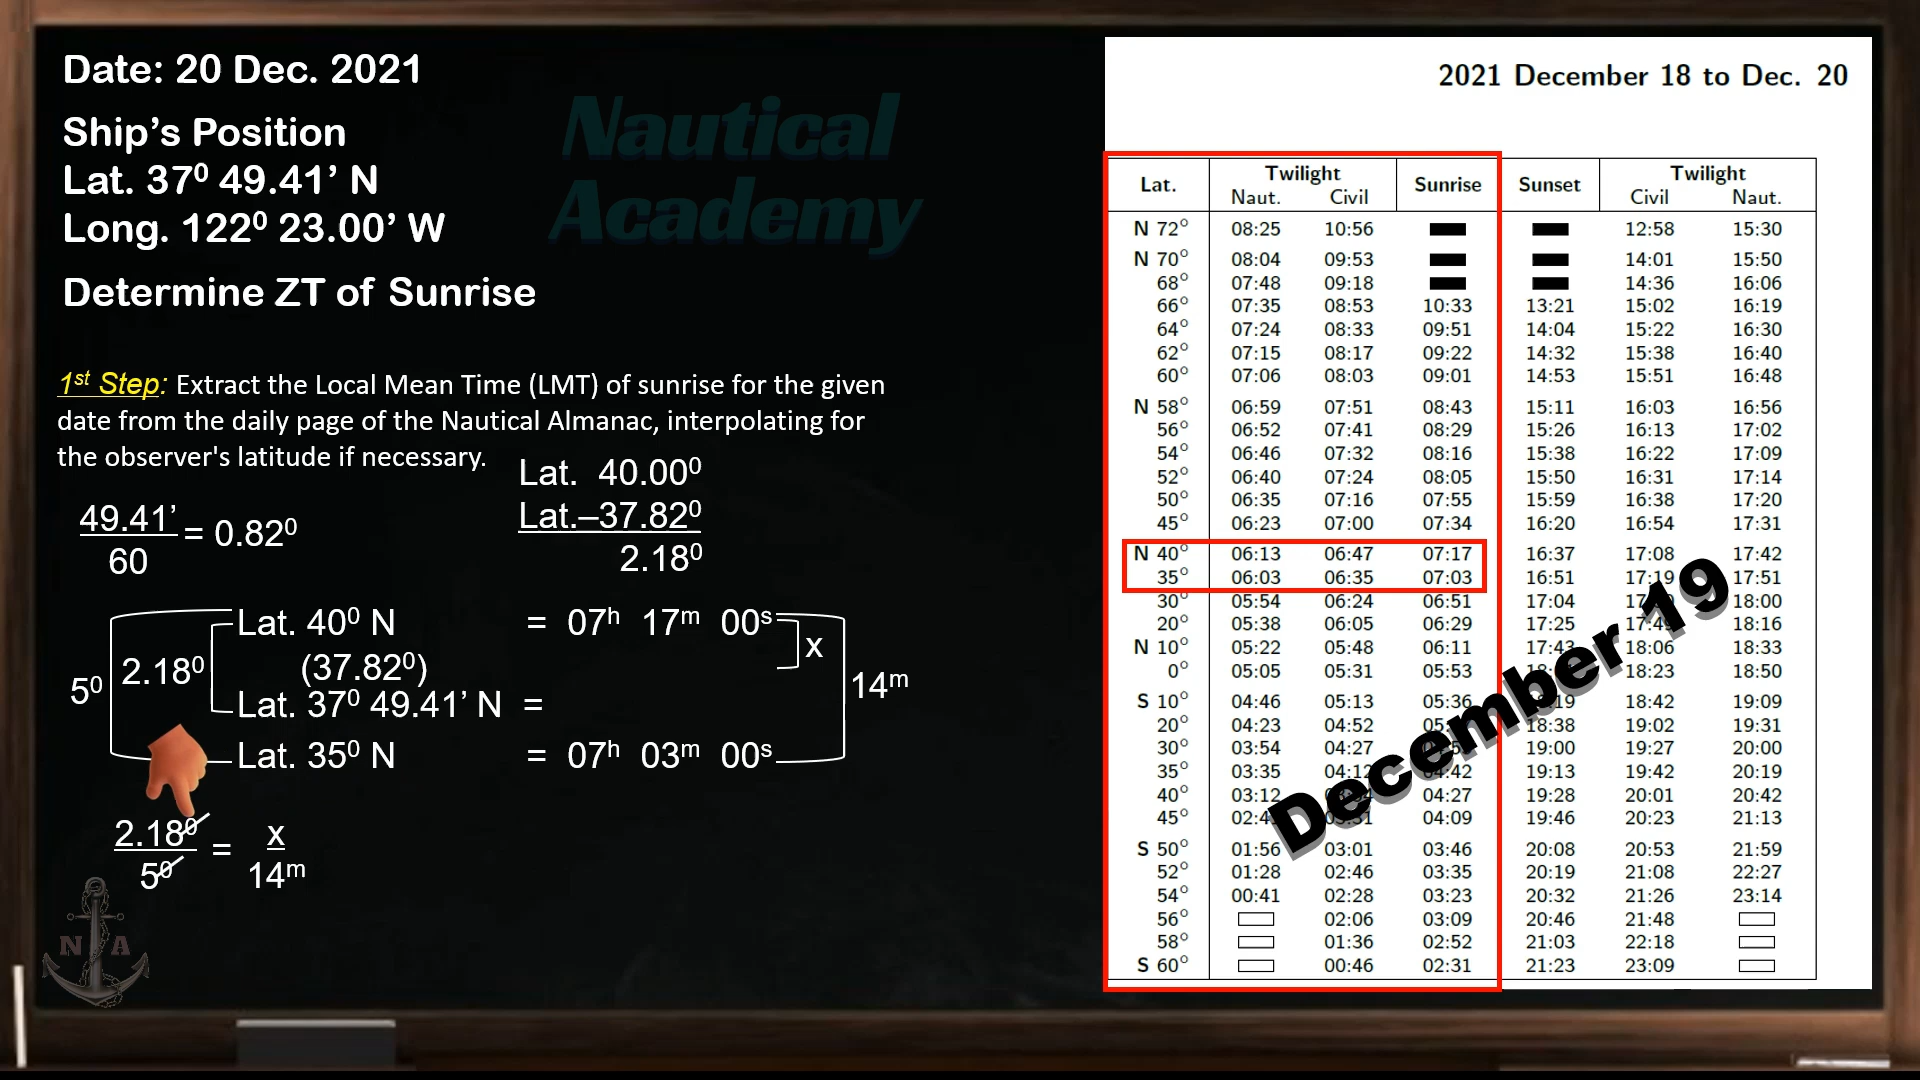 Date: 20 Dec. 2021
Ship’s Position
Lat. 37⁰ 49.41’ N
Long. 122⁰ 23.00’ W
Determine ZT of Sunrise
Nautical
Academy
1st Step: Extract the Local Mean Time (LMT) of sunrise for the given
date from the daily page of the Nautical Almanac, interpolating for
the observer's latitude if necessary.
49.41’
60
= 0.82⁰
Lat. 40.00⁰
Lat.–37.82⁰
2.18⁰
5⁰
2.18⁰
Lat. 40⁰ N = 07ʰ 17ᵐ 00ˢ
(37.82⁰)
Lat. 37⁰ 49.41’ N =
Lat. 35⁰ N = 07ʰ 03ᵐ 00ˢ
x
14ᵐ
2.18⁰
5⁰
=
x
14ᵐ
N A
2021 December 18 to Dec. 20
Lat. Twilight Sunrise Sunset Twilight
Naut. Civil Civil Naut.
N 72° 08:25 10:56 12:58 15:30
N 70° 08:04 09:53 14:01 15:50
68° 07:48 09:18 14:36 16:06
66° 07:35 08:53 10:33 13:21 15:02 16:19
64° 07:24 08:33 09:51 14:04 15:22 16:30
62° 07:15 08:17 09:22 14:32 15:38 16:40
60° 07:06 08:03 09:01 14:53 15:51 16:48
N 58° 06:59 07:51 08:43 15:11 16:03 16:56
56° 06:52 07:41 08:29 15:26 16:13 17:02
54° 06:46 07:32 08:16 15:38 16:22 17:09
52° 06:40 07:24 08:05 15:50 16:31 17:14
50° 06:35 07:16 07:55 15:59 16:38 17:20
45° 06:23 07:00 07:34 16:20 16:54 17:31
N 40° 06:13 06:47 07:17 16:37 17:08 17:42
35° 06:03 06:35 07:03 16:51 17:19 17:51
30° 05:54 06:24 06:51 17:04 18:00
20° 05:38 06:05 06:29 17:25 18:16
N 10° 05:22 05:48 06:11 17:43 18:06 18:33
0° 05:05 05:31 05:53 18:23 18:50
S 10° 04:46 05:13 05:36 18:42 19:09
20° 04:23 04:52 18:38 19:02 19:31
30° 03:54 04:27 19:00 19:27 20:00
35° 03:35 04:12 04:42 19:13 19:42 20:19
40° 03:12 04:27 19:28 20:01 20:42
45° 04:09 19:46 20:23 21:13
S 50° 01:56 03:01 03:46 20:08 20:53 21:59
52° 01:28 02:46 03:35 20:19 21:08 22:27
54° 00:41 02:28 03:23 20:32 21:26 23:14
56° 02:06 03:09 20:46 21:48
58° 01:36 02:52 21:03 22:18
S 60° 00:46 02:31 21:23 23:09
December 19